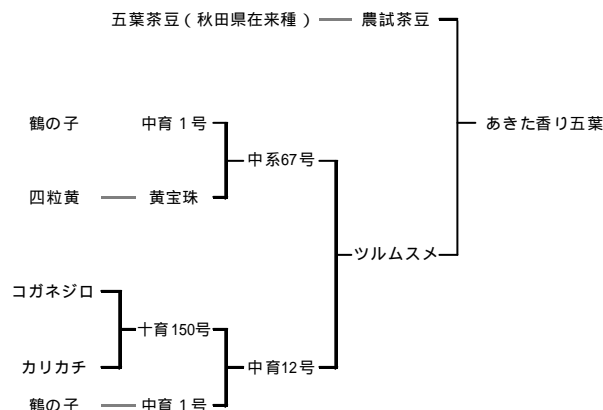 五葉茶豆（秋田県在来種） 農試茶豆
鶴の子 中育１号 あきた香り五葉
中系67号
四粒黄 黄宝珠
ツルムスメ
コガネジロ
十育150号
カリカチ 中育12号
鶴の子 中育１号